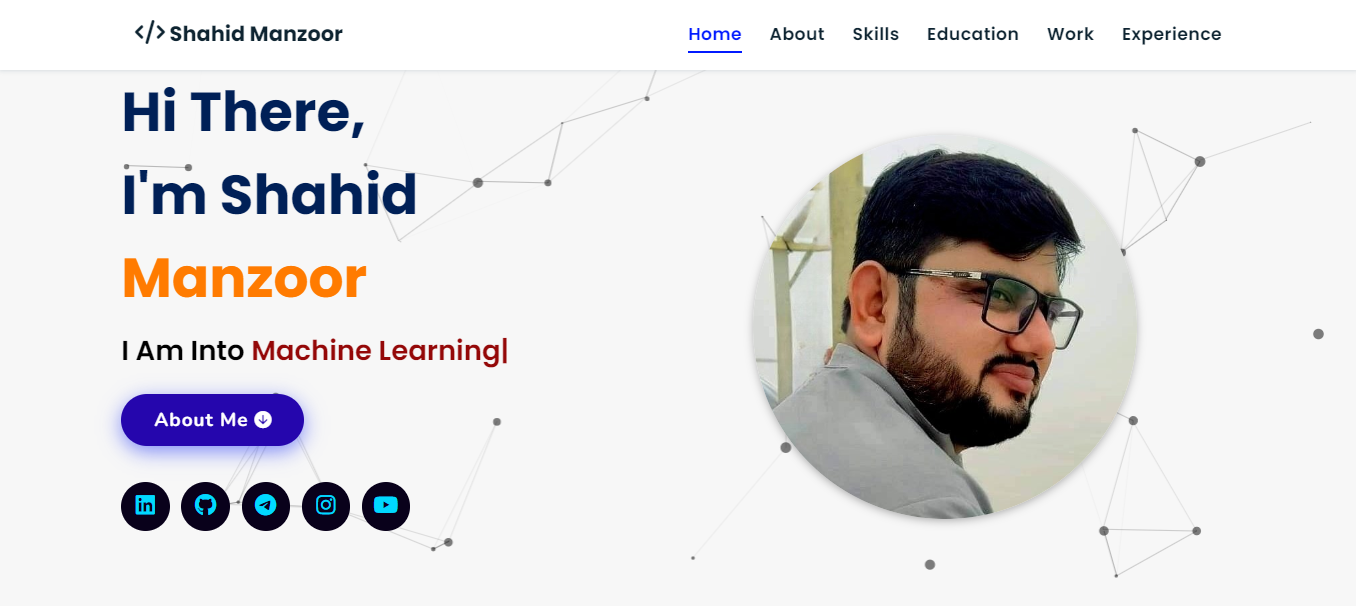 </> Shahid Manzoor
Home About Skills Education Work Experience
Hi There,
I'm Shahid
Manzoor
I Am Into Machine Learning|
About Me